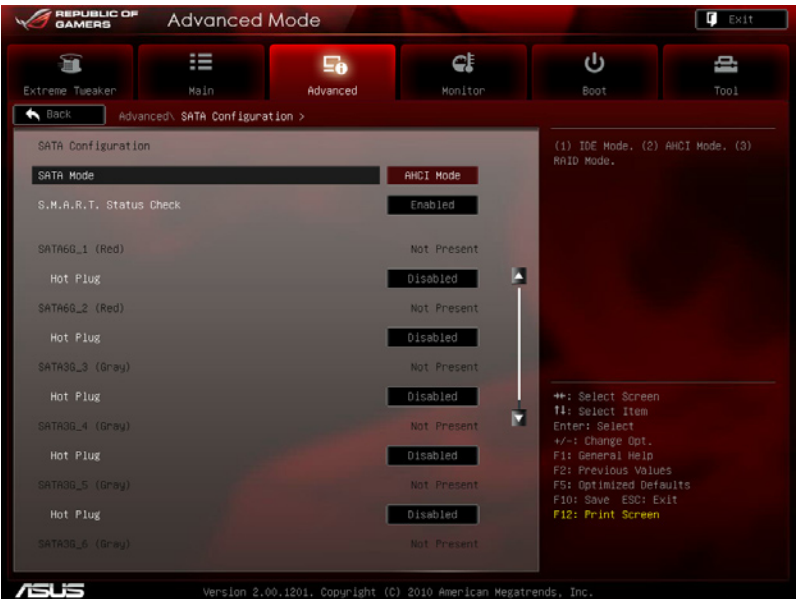 REPUBLIC OF
GAMERS
Advanced Mode
Exit
Extreme Tweaker
Main
Advanced
Monitor
Boot
Tool
Back
Advanced\ SATA Configuration >
SATA Configuration
(1) IDE Mode. (2) AHCI Mode. (3)
RAID Mode.
SATA Mode AHCI Mode
S.M.A.R.T. Status Check Enabled
SATA6G_1 (Red) Not Present
Hot Plug Disabled
SATA6G_2 (Red) Not Present
Hot Plug Disabled
SATA3G_3 (Gray) Not Present
Hot Plug Disabled
SATA3G_4 (Gray) Not Present
Hot Plug Disabled
SATA3G_5 (Gray) Not Present
Hot Plug Disabled
SATA3G_6 (Gray) Not Present
→←: Select Screen
↑↓: Select Item
Enter: Select
+/-: Change Opt.
F1: General Help
F2: Previous Values
F5: Optimized Defaults
F10: Save ESC: Exit
F12: Print Screen
ASUS
Version 2.00.1201. Copyright (C) 2010 American Megatrends, Inc.